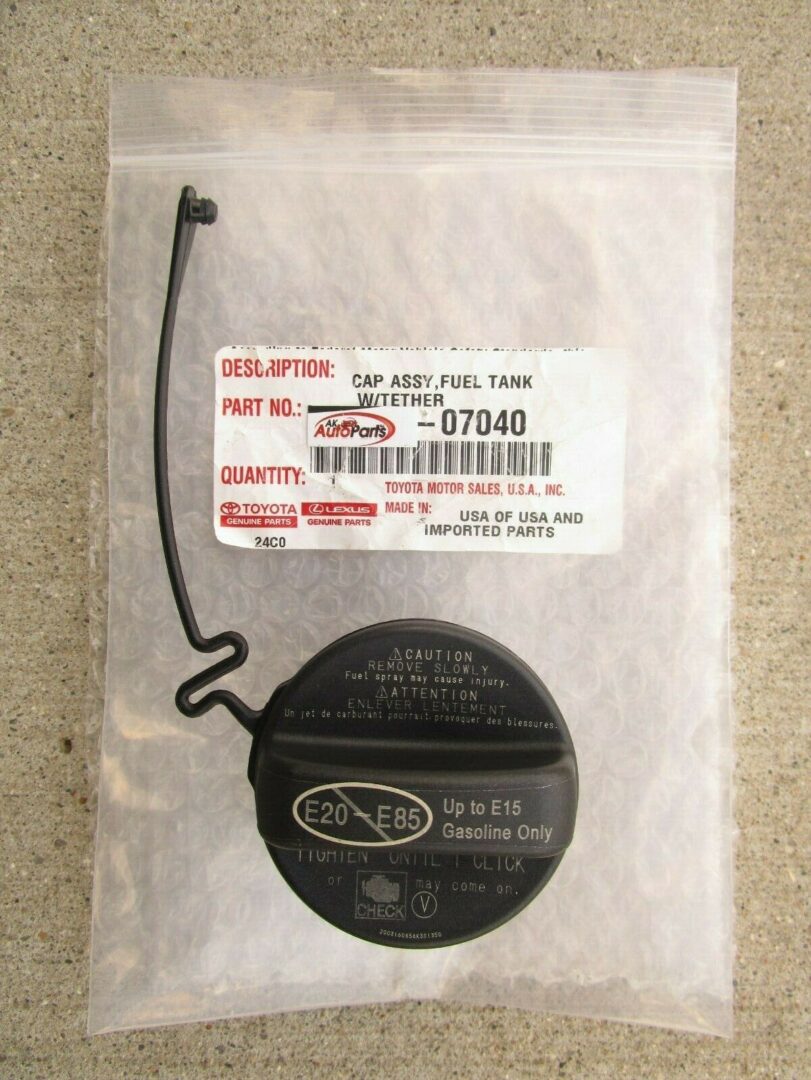 DESCRIPTION:
CAP ASSY,FUEL TANK
W/TETHER
PART NO.:
AK
AutoParts
-07040
QUANTITY:
1
TOYOTA MOTOR SALES, U.S.A., INC.
TOYOTA
GENUINE PARTS
LEXUS
GENUINE PARTS
MADE IN:
USA OF USA AND
IMPORTED PARTS
24C0
CAUTION
REMOVE SLOWLY
Fuel spray may cause injury.
ATTENTION
ENLEVER LENTEMENT
Un jet de carburant pourrait provoquer des blessures.
E20-E85
Up to E15
Gasoline Only
TIGHTEN UNTIL 1 CLICK
or
CHECK
may come on.
V